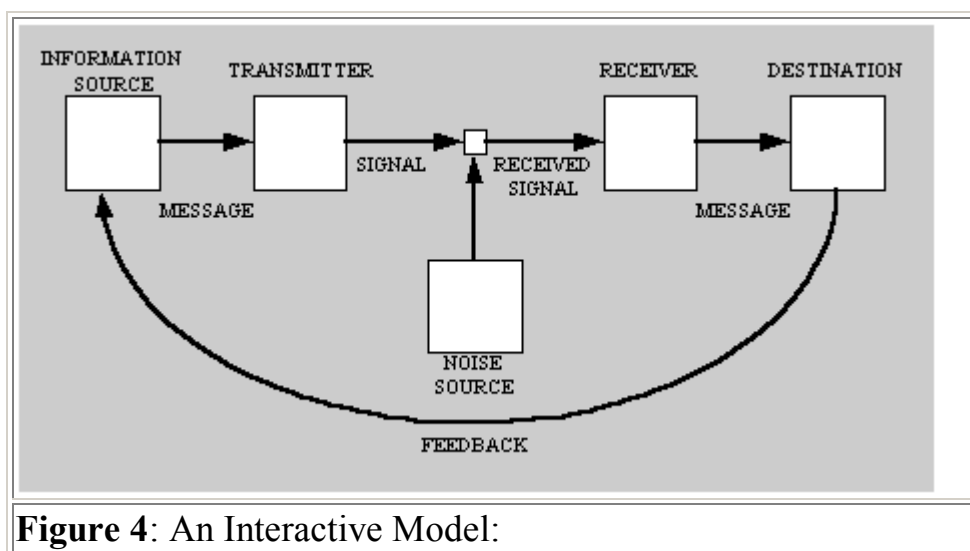 INFORMATION
SOURCE
TRANSMITTER
RECEIVER
DESTINATION
SIGNAL
RECEIVED
SIGNAL
MESSAGE
MESSAGE
NOISE
SOURCE
FEEDBACK
Figure 4: An Interactive Model: